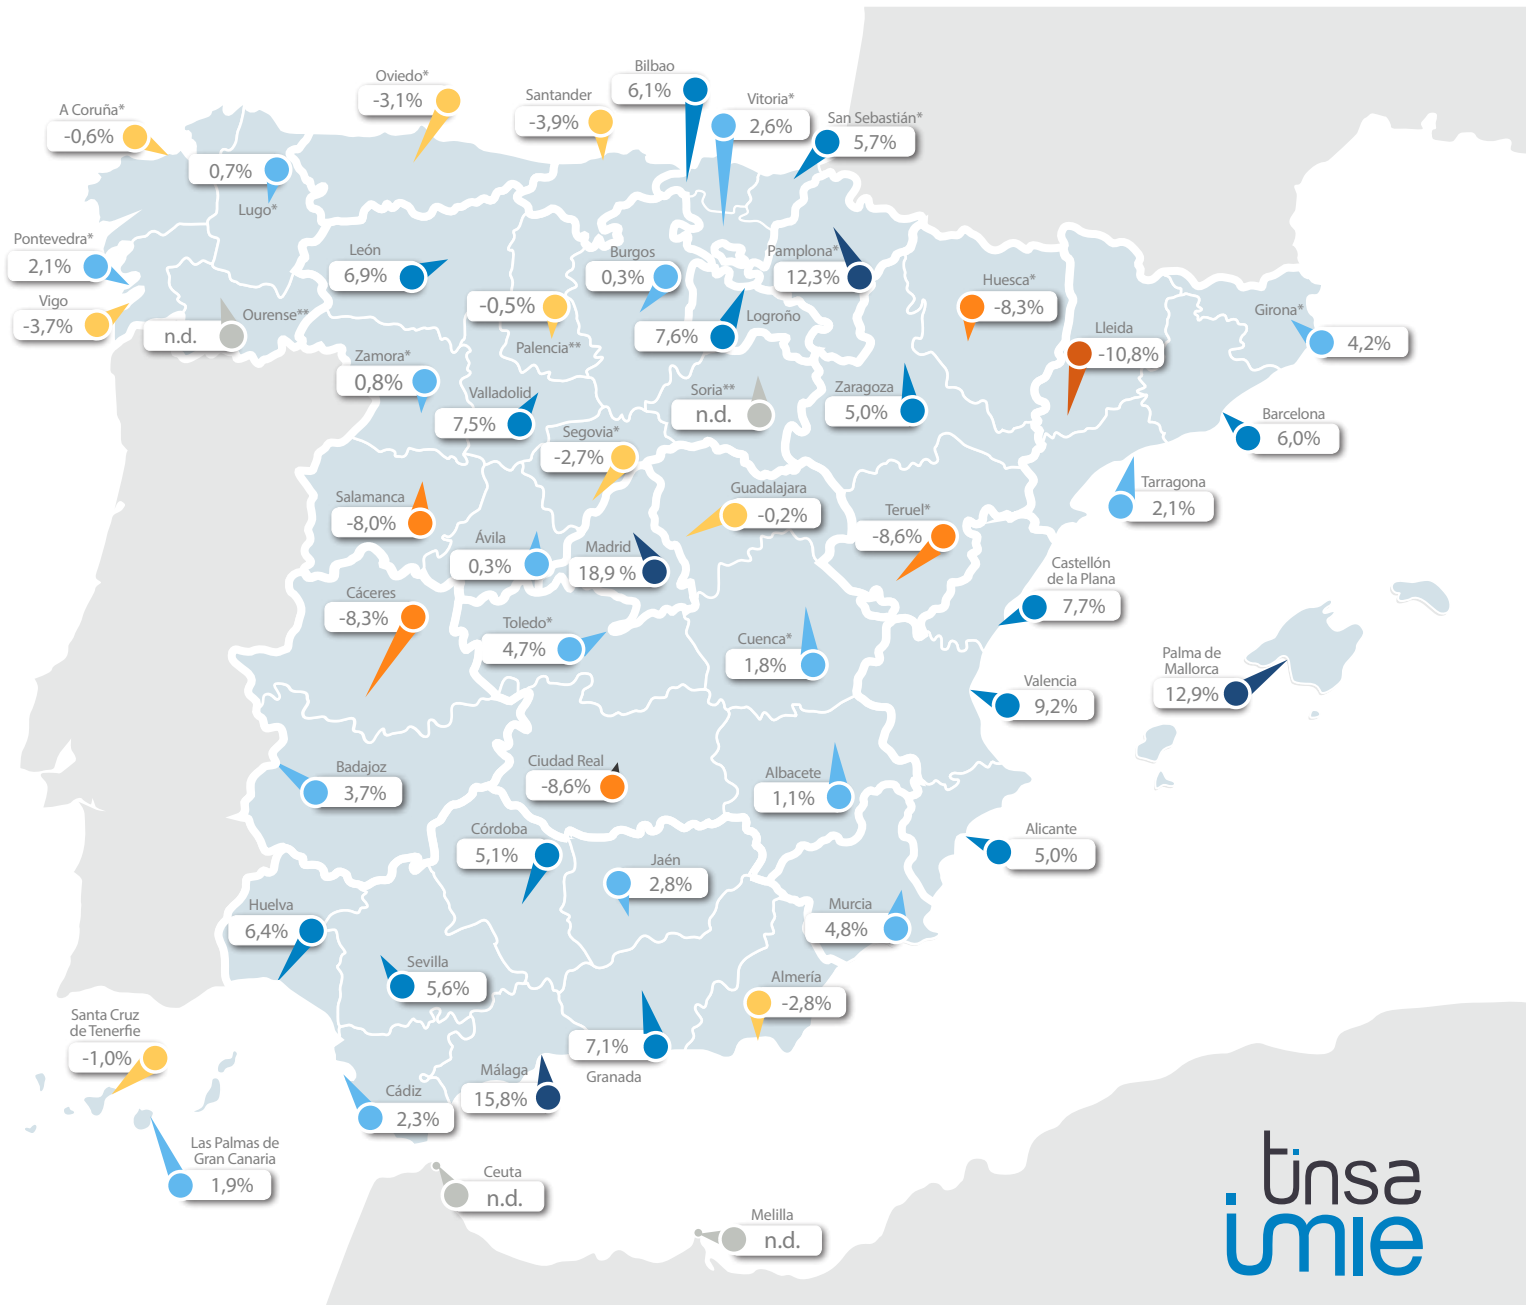 Oviedo*
-3,1%
Santander
-3,9%
Bilbao
6,1%
Vitoria*
2,6%
San Sebastián*
5,7%
A Coruña*
-0,6%
0,7%
Lugo*
Pontevedra*
2,1%
Vigo
-3,7%
Ourense**
n.d.
León
6,9%
-0,5%
Palencia**
Burgos
0,3%
7,6%
Logroño
Pamplona*
12,3%
Huesca*
-8,3%
Lleida
-10,8%
Girona*
4,2%
Zamora*
0,8%
Valladolid
7,5%
Soria**
n.d.
Zaragoza
5,0%
Barcelona
6,0%
Segovia*
-2,7%
Salamanca
-8,0%
Ávila
0,3%
Madrid
18,9 %
Guadalajara
-0,2%
Teruel*
-8,6%
Tarragona
2,1%
Castellón
de la Plana
7,7%
Cáceres
-8,3%
Toledo*
4,7%
Cuenca*
1,8%
Valencia
9,2%
Palma de
Mallorca
12,9%
Badajoz
3,7%
Ciudad Real
-8,6%
Albacete
1,1%
Alicante
5,0%
Córdoba
5,1%
Jaén
2,8%
Murcia
4,8%
Huelva
6,4%
Sevilla
5,6%
Almería
-2,8%
7,1%
Granada
Málaga
15,8%
Cádiz
2,3%
Santa Cruz
de Tenerfie
-1,0%
Las Palmas de
Gran Canaria
1,9%
Ceuta
n.d.
Melilla
n.d.
tinsa
imie